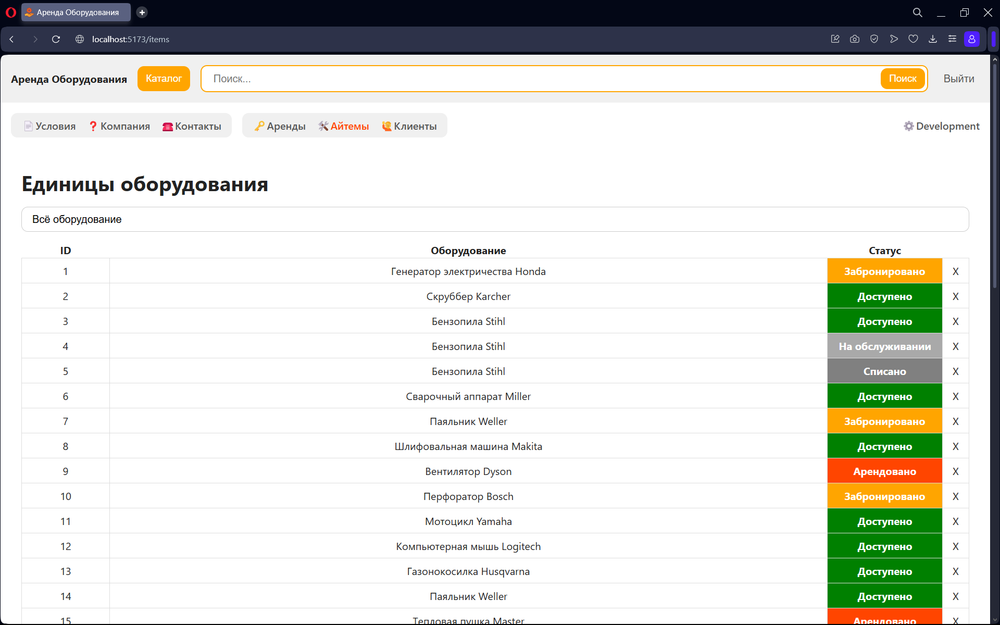 Аренда Оборудования
localhost:5173/items
Аренда Оборудования Каталог Поиск... Поиск Выйти
Условия Компания Контакты Аренды Айтемы Клиенты Development
Единицы оборудования
Всё оборудование
ID Оборудование Статус
1 Генератор электричества Honda Забронировано X
2 Скруббер Karcher Доступено X
3 Бензопила Stihl Доступено X
4 Бензопила Stihl На обслуживании X
5 Бензопила Stihl Списано X
6 Сварочный аппарат Miller Доступено X
7 Паяльник Weller Забронировано X
8 Шлифовальная машина Makita Доступено X
9 Вентилятор Dyson Арендовано X
10 Перфоратор Bosch Забронировано X
11 Мотоцикл Yamaha Доступено X
12 Компьютерная мышь Logitech Доступено X
13 Газонокосилка Husqvarna Доступено X
14 Паяльник Weller Доступено X
15 Тепловая пушка Master Арендовано X